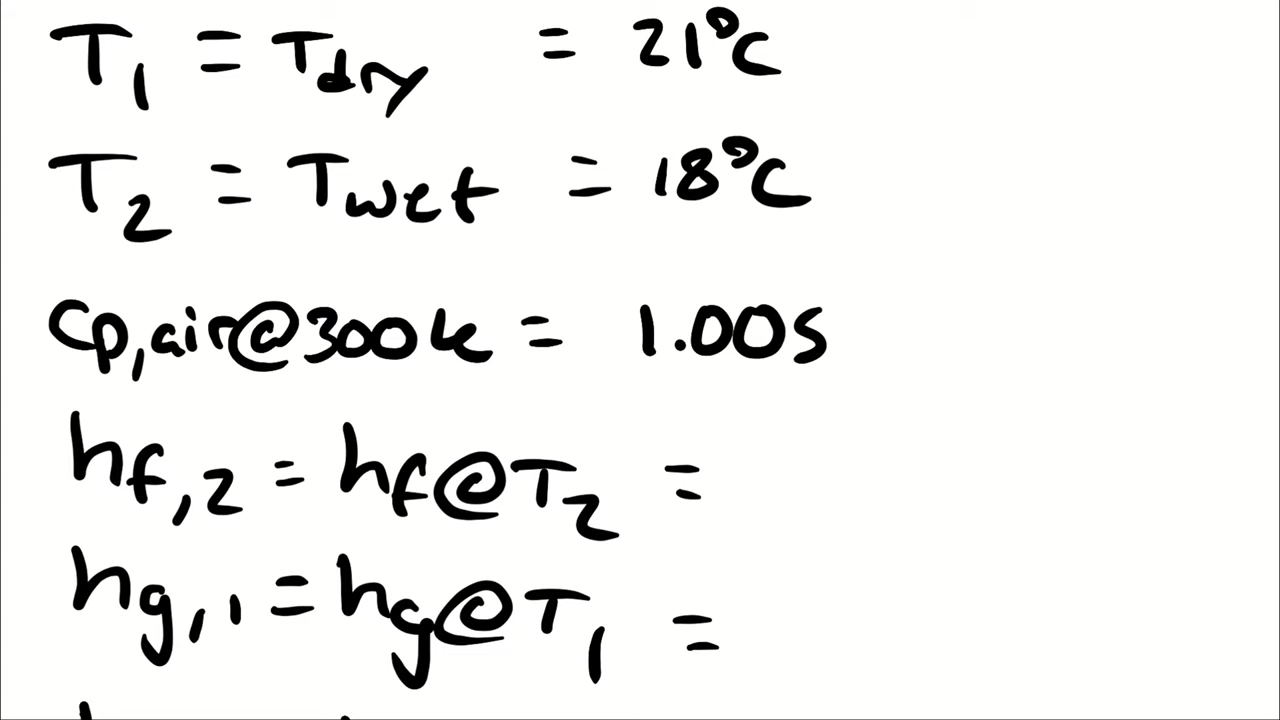 T1 = Tdry = 21°C
T2 = Twet = 18°C
Cp,air@300k = 1.005
hf,2 = hf@T2 =
hg,1 = hg@T1 =